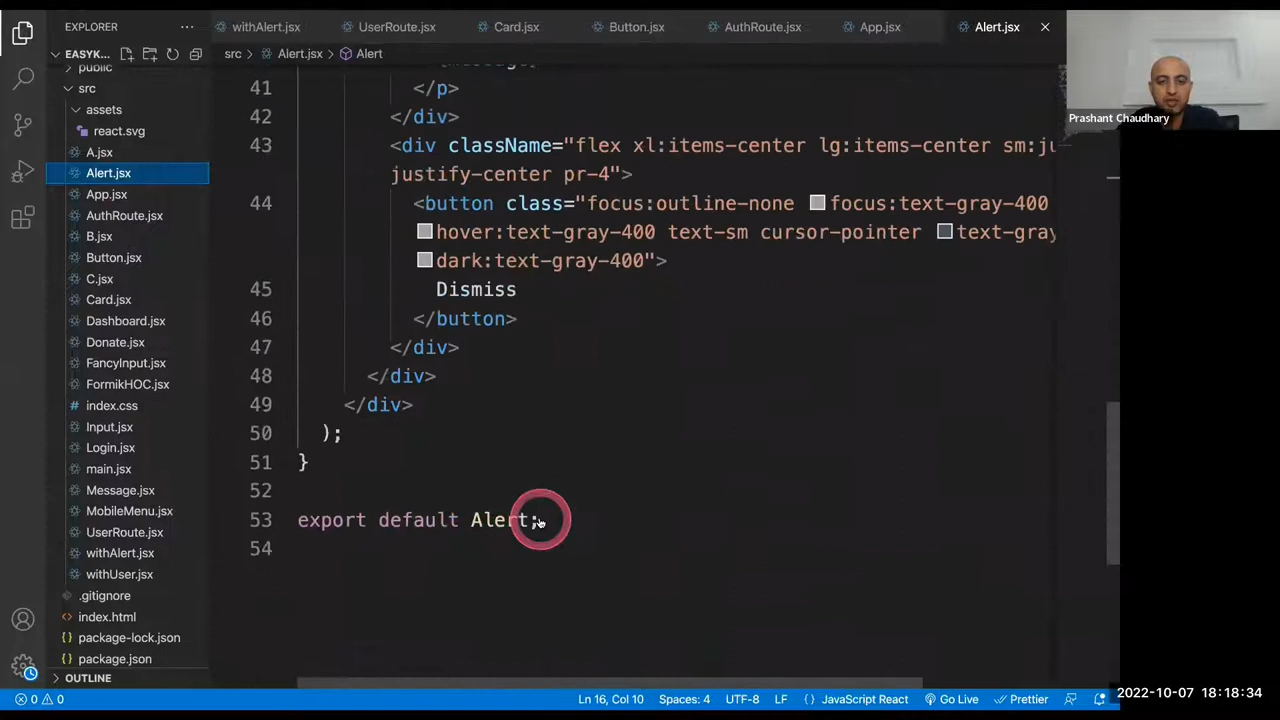 EXPLORER
withAlert.jsx
UserRoute.jsx
Card.jsx
Button.jsx
AuthRoute.jsx
App.jsx
Alert.jsx
Prashant Chaudhary
EASYK...
src > Alert.jsx > Alert
public
src
assets
react.svg
A.jsx
Alert.jsx
App.jsx
AuthRoute.jsx
B.jsx
Button.jsx
C.jsx
Card.jsx
Dashboard.jsx
Donate.jsx
FancyInput.jsx
FormikHOC.jsx
index.css
Input.jsx
Login.jsx
main.jsx
Message.jsx
MobileMenu.jsx
UserRoute.jsx
withAlert.jsx
withUser.jsx
.gitignore
index.html
package-lock.json
package.json
OUTLINE
41 </p>
42 </div>
43 <div className="flex xl:items-center lg:items-center sm:ju
justify-center pr-4">
44 <button class="focus:outline-none focus:text-gray-400
hover:text-gray-400 text-sm cursor-pointer text-gray
dark:text-gray-400">
45 Dismiss
46 </button>
47 </div>
48 </div>
49 </div>
50 );
51 }
52
53 export default Alert;
54
0 0
Ln 16, Col 10
Spaces: 4
UTF-8
LF
{ } JavaScript React
Go Live
Prettier
2022-10-07 18:18:34